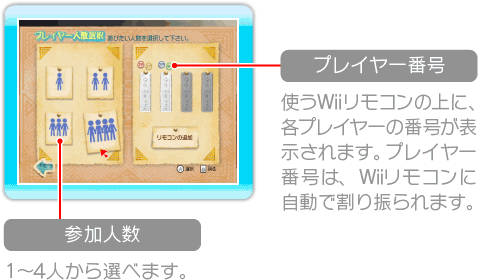 プレイヤー人数選択 遊びたい人数を選択して下さい。
リモコンの追加
選択 戻る
プレイヤー番号
使うWiiリモコンの上に、
各プレイヤーの番号が表
示されます。プレイヤー
番号は、Wiiリモコンに
自動で割り振られます。
参加人数
1～4人から選べます。